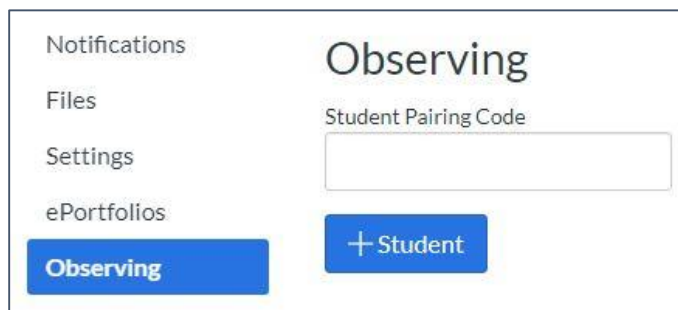 Notifications
Files
Settings
ePortfolios
Observing
Observing
Student Pairing Code
+Student